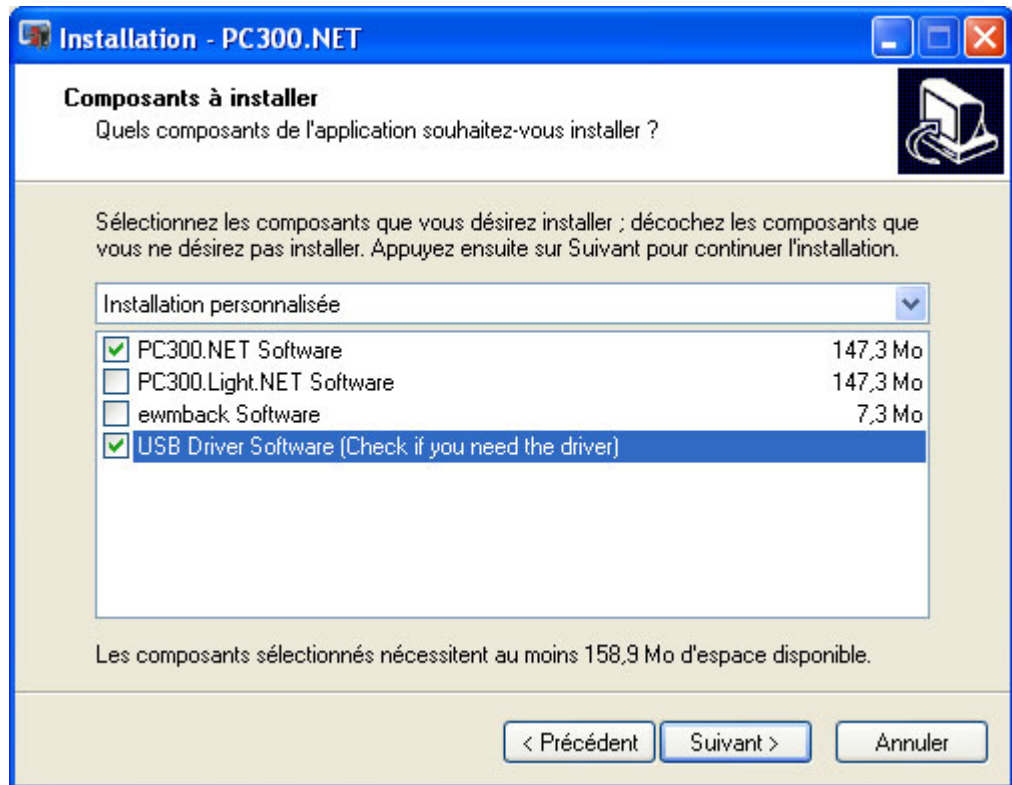 Installation - PC300.NET
Composants à installer
Quels composants de l'application souhaitez-vous installer ?
Sélectionnez les composants que vous désirez installer ; décochez les composants que
vous ne désirez pas installer. Appuyez ensuite sur Suivant pour continuer l'installation.
Installation personnalisée
PC300.NET Software 147,3 Mo
PC300.Light.NET Software 147,3 Mo
ewmback Software 7,3 Mo
USB Driver Software (Check if you need the driver)
Les composants sélectionnés nécessitent au moins 158,9 Mo d'espace disponible.
< Précédent Suivant > Annuler